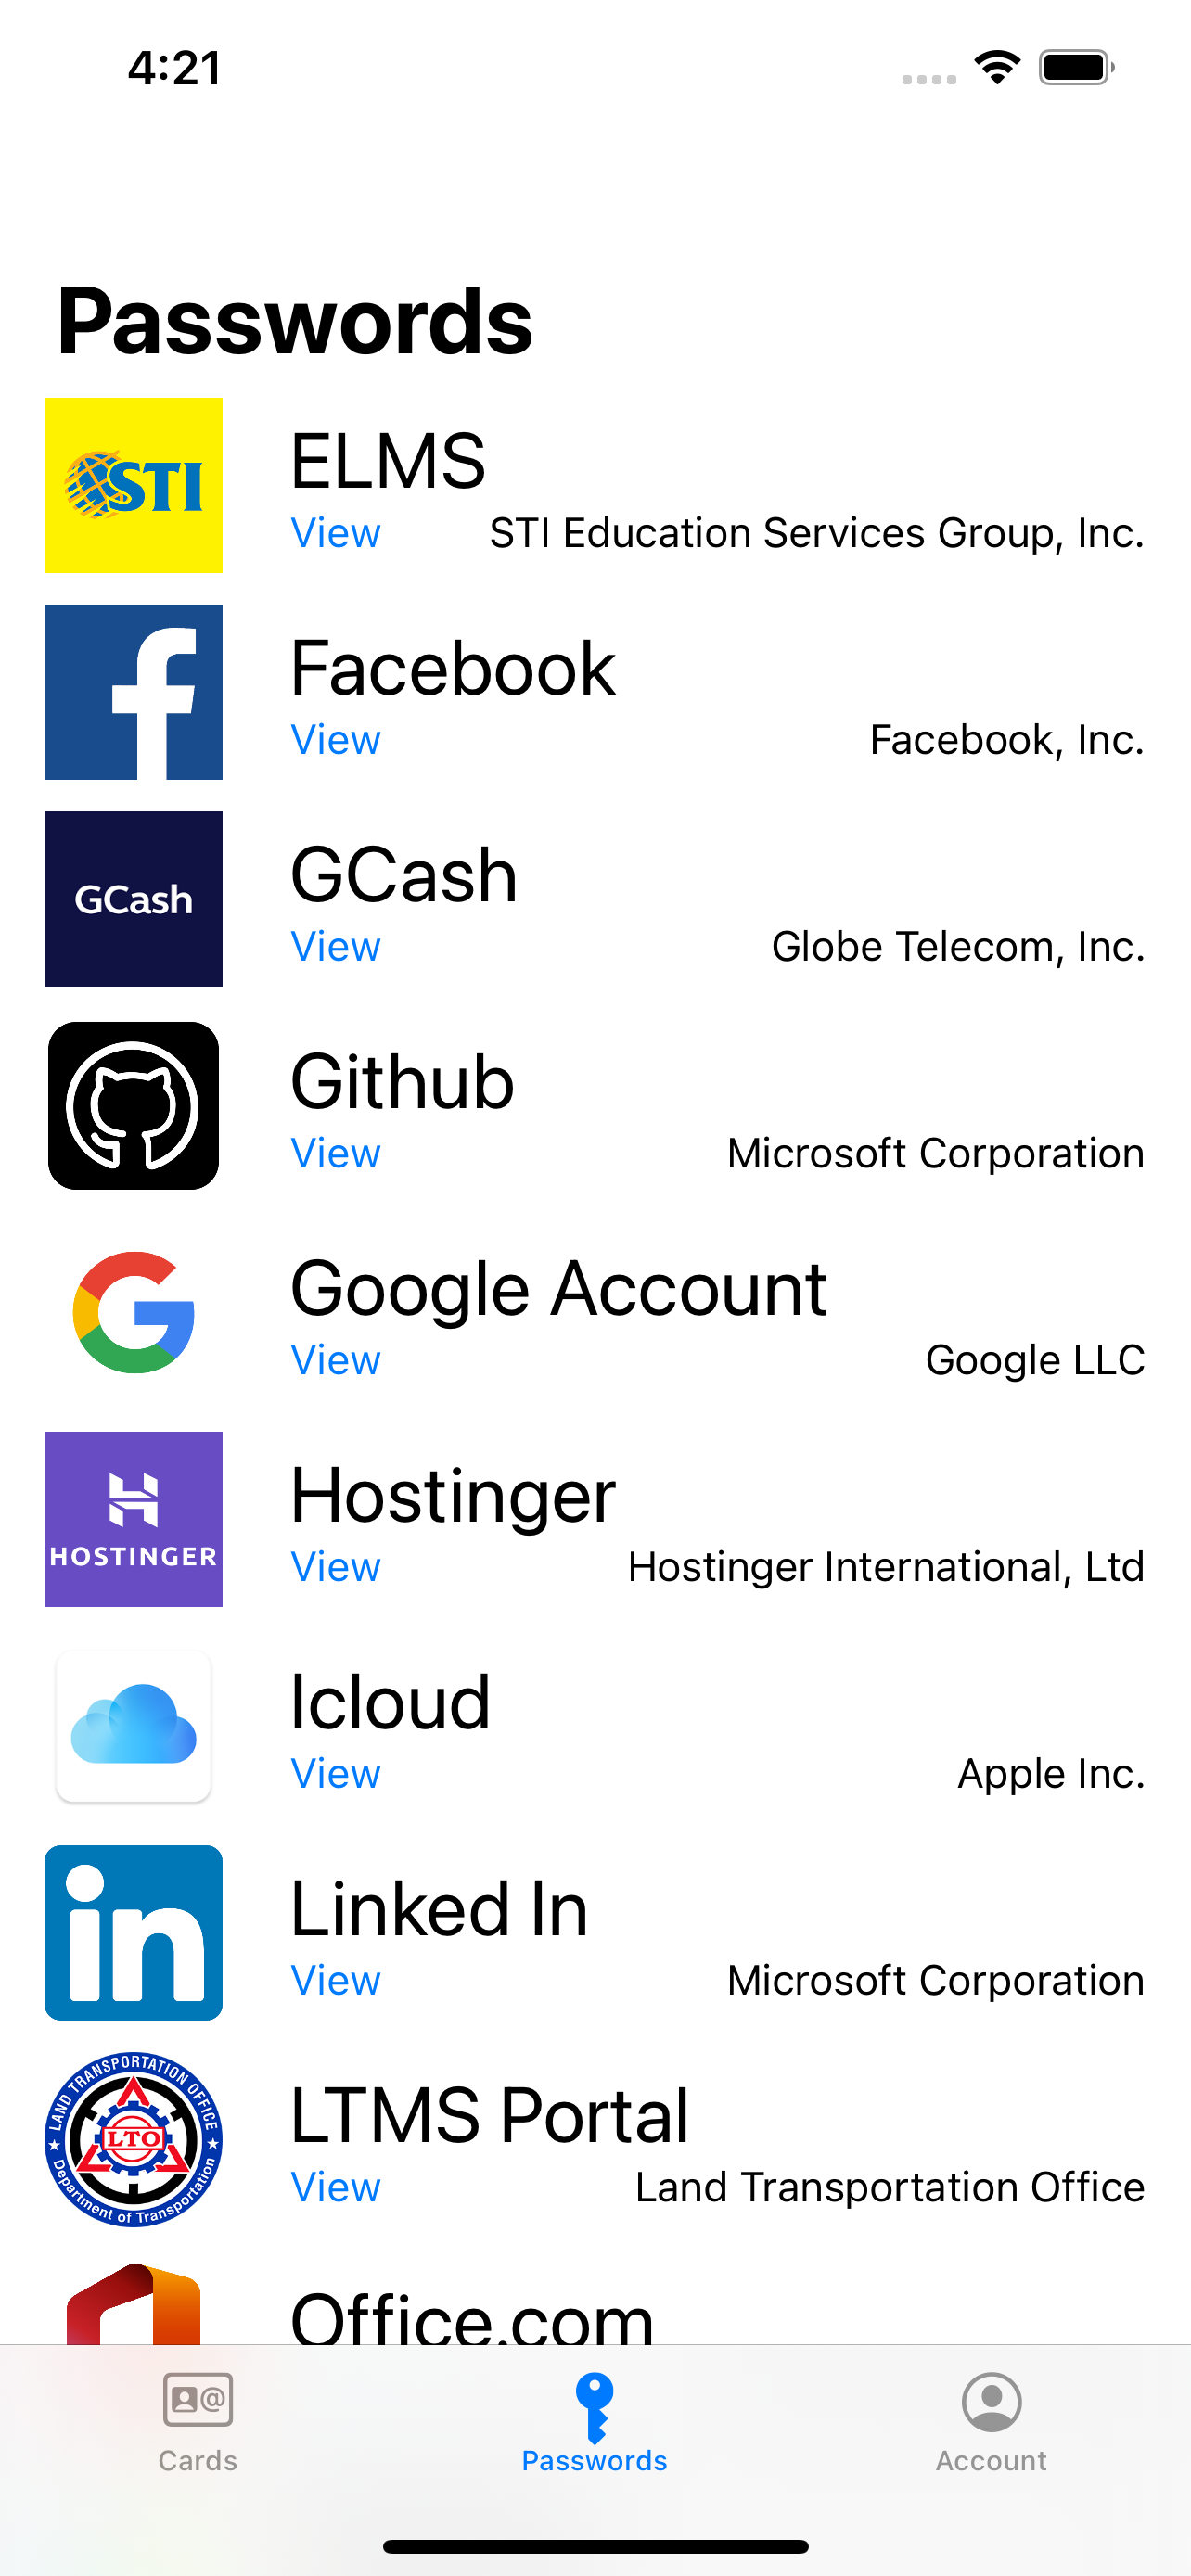 4:21
Passwords
STI
ELMS
View STI Education Services Group, Inc.
Facebook
View Facebook, Inc.
GCash
GCash
View Globe Telecom, Inc.
Github
View Microsoft Corporation
Google Account
View Google LLC
HOSTINGER
Hostinger
View Hostinger International, Ltd
Icloud
View Apple Inc.
in
Linked In
View Microsoft Corporation
LAND TRANSPORTATION OFFICE
LTO
Department of Transportation
LTMS Portal
View Land Transportation Office
Office.com
Cards Passwords Account